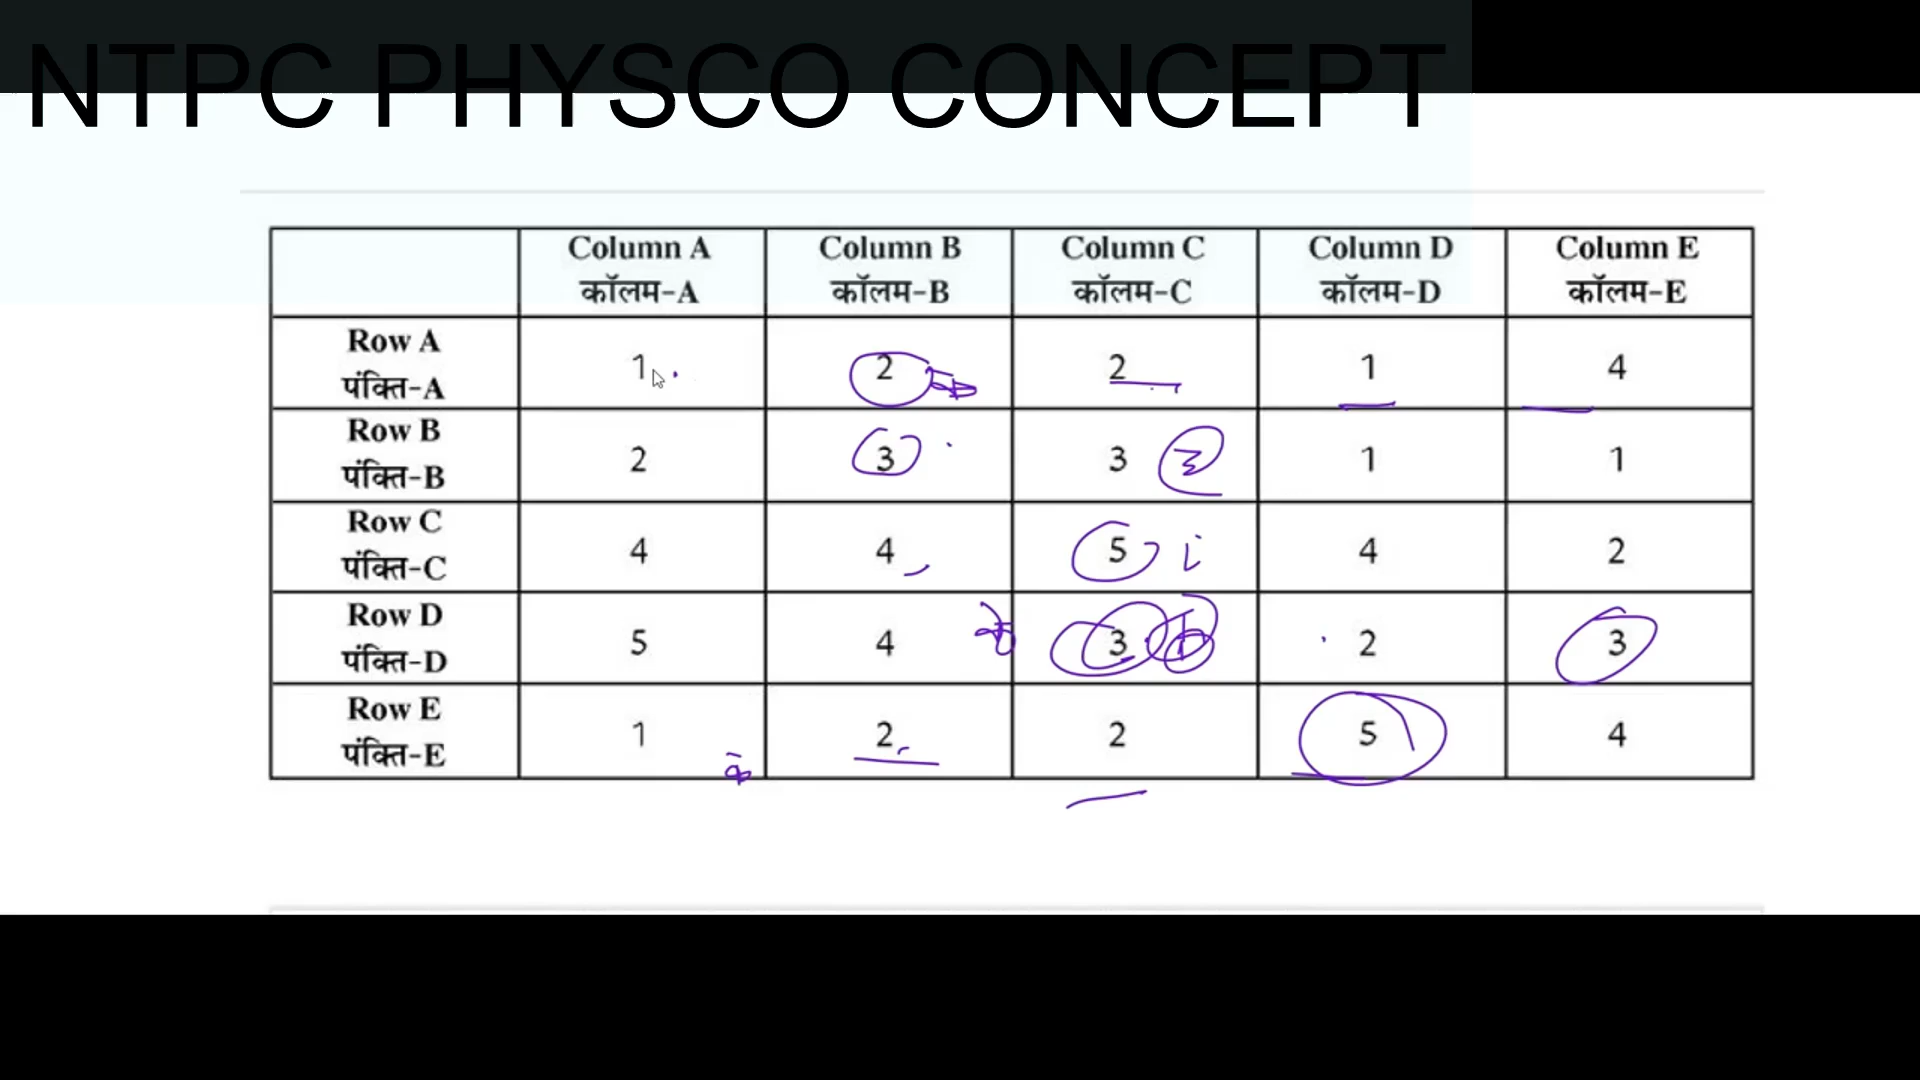 NTPC PHYSCO CONCEPT
Column A Column B Column C Column D Column E
कॉलम-A कॉलम-B कॉलम-C कॉलम-D कॉलम-E
Row A
पंक्ति-A
1 2 2 1 4
Row B
पंक्ति-B
2 3 3 1 1
Row C
पंक्ति-C
4 4 5 4 2
Row D
पंक्ति-D
5 4 3 2 3
Row E
पंक्ति-E
1 2 2 5 4